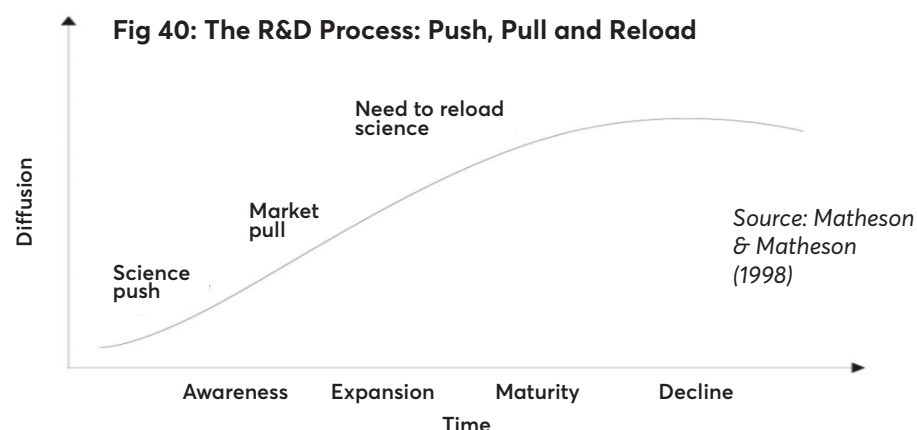 Fig 40: The R&D Process: Push, Pull and Reload
Need to reload
science
Market
pull
Science
push
Diffusion
Source: Matheson
& Matheson
(1998)
Awareness Expansion Maturity Decline
Time